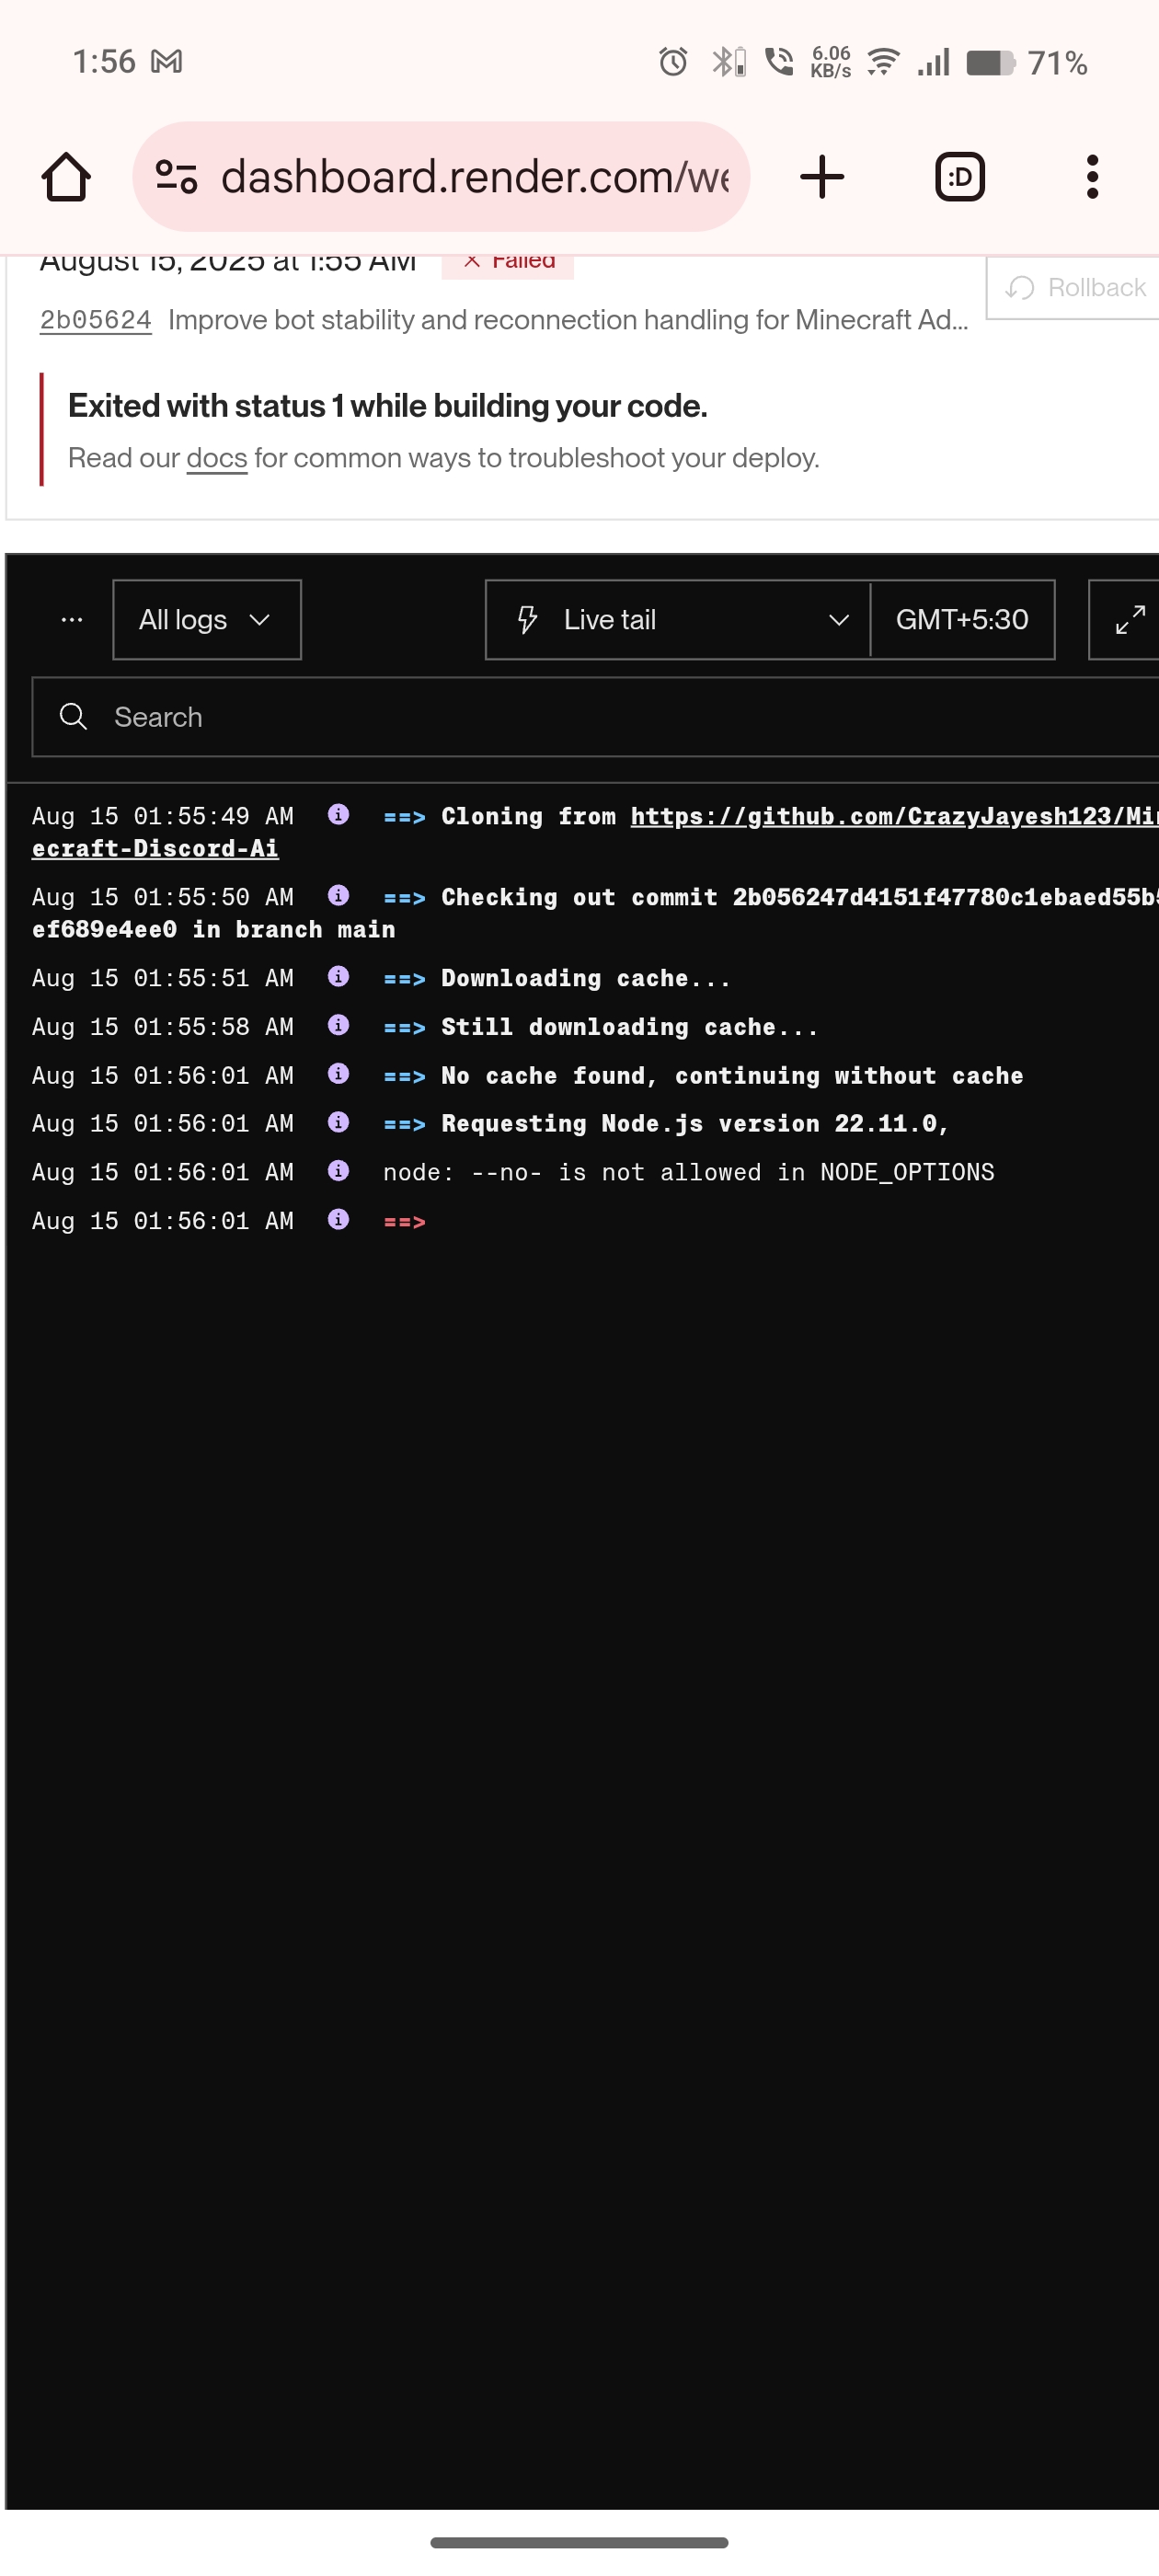 1:56
6.06
KB/s
71%
dashboard.render.com/we
:D
August 15, 2025 at 1:55 AM
Failed
Rollback
2b05624 Improve bot stability and reconnection handling for Minecraft Ad...
Exited with status 1 while building your code.
Read our docs for common ways to troubleshoot your deploy.
... All logs Live tail GMT+5:30
Search
Aug 15 01:55:49 AM ==> Cloning from https://github.com/CrazyJayesh123/Min
ecraft-Discord-Ai
Aug 15 01:55:50 AM ==> Checking out commit 2b056247d4151f47780c1ebaed55b5
ef689e4ee0 in branch main
Aug 15 01:55:51 AM ==> Downloading cache...
Aug 15 01:55:58 AM ==> Still downloading cache...
Aug 15 01:56:01 AM ==> No cache found, continuing without cache
Aug 15 01:56:01 AM ==> Requesting Node.js version 22.11.0,
Aug 15 01:56:01 AM node: --no- is not allowed in NODE_OPTIONS
Aug 15 01:56:01 AM ==>